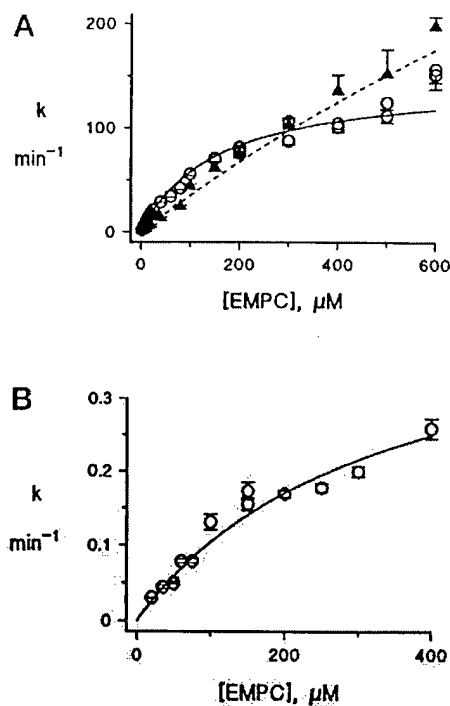 A
200
k
100
min⁻¹
0
0 200 400 600
[EMPC], µM
B
0.3
k
0.2
min⁻¹
0.1
0
0 200 400
[EMPC], µM